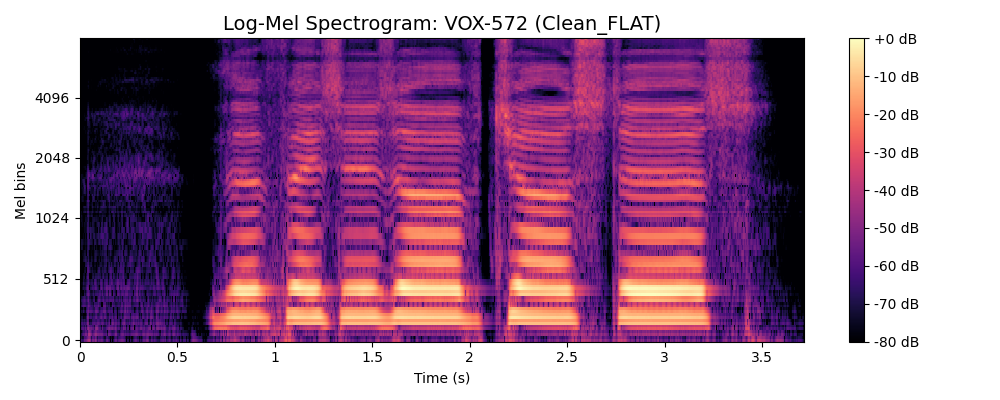 Log-Mel Spectrogram: VOX-572 (Clean_FLAT)
+0 dB
-10 dB
-20 dB
-30 dB
-40 dB
-50 dB
-60 dB
-70 dB
-80 dB
Mel bins
4096
2048
1024
512
0
0 0.5 1 1.5 2 2.5 3 3.5
Time (s)